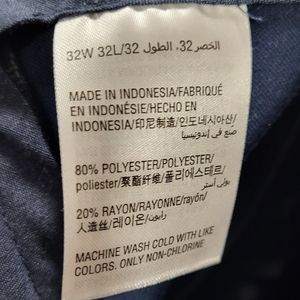 32W 32L/32 الخصر 32، الطول
MADE IN INDONESIA/FABRIQUÉ
EN INDONÉSIE/HECHO EN
INDONESIA/印尼制造/인도네시아산/
صنع في إندونيسيا
80% POLYESTER/POLYESTER/
poliester/聚酯纤维/폴리에스테르/
بولي أستر
20% RAYON/RAYONNE/rayón/
人造丝/레이온/رايون
MACHINE WASH COLD WITH LIKE
COLORS. ONLY NON-CHLORINE